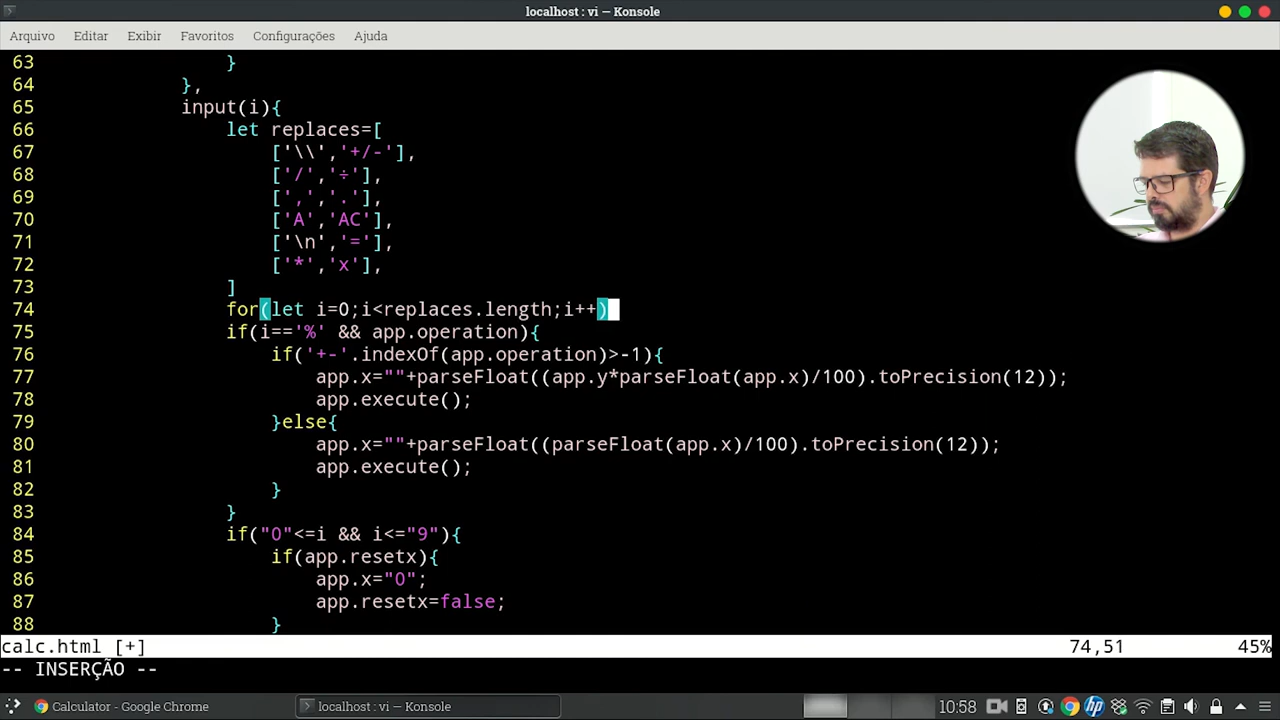 localhost : vi — Konsole
Arquivo Editar Exibir Favoritos Configurações Ajuda
63 }
64 },
65 input(i){
66 let replaces=[
67 ['\\','+/-'],
68 ['/','÷'],
69 [',','.'],
70 ['A','AC'],
71 ['\n','='],
72 ['*','x'],
73 ]
74 for(let i=0;i<replaces.length;i++)
75 if(i=='%' && app.operation){
76 if('+-'.indexOf(app.operation)>-1){
77 app.x=""+parseFloat((app.y*parseFloat(app.x)/100).toPrecision(12));
78 app.execute();
79 }else{
80 app.x=""+parseFloat((parseFloat(app.x)/100).toPrecision(12));
81 app.execute();
82 }
83 }
84 if("0"<=i && i<="9"){
85 if(app.resetx){
86 app.x="0";
87 app.resetx=false;
88 }
calc.html [+] 74,51 45%
-- INSERÇÃO --
Calculator - Google Chrome localhost : vi — Konsole 10:58